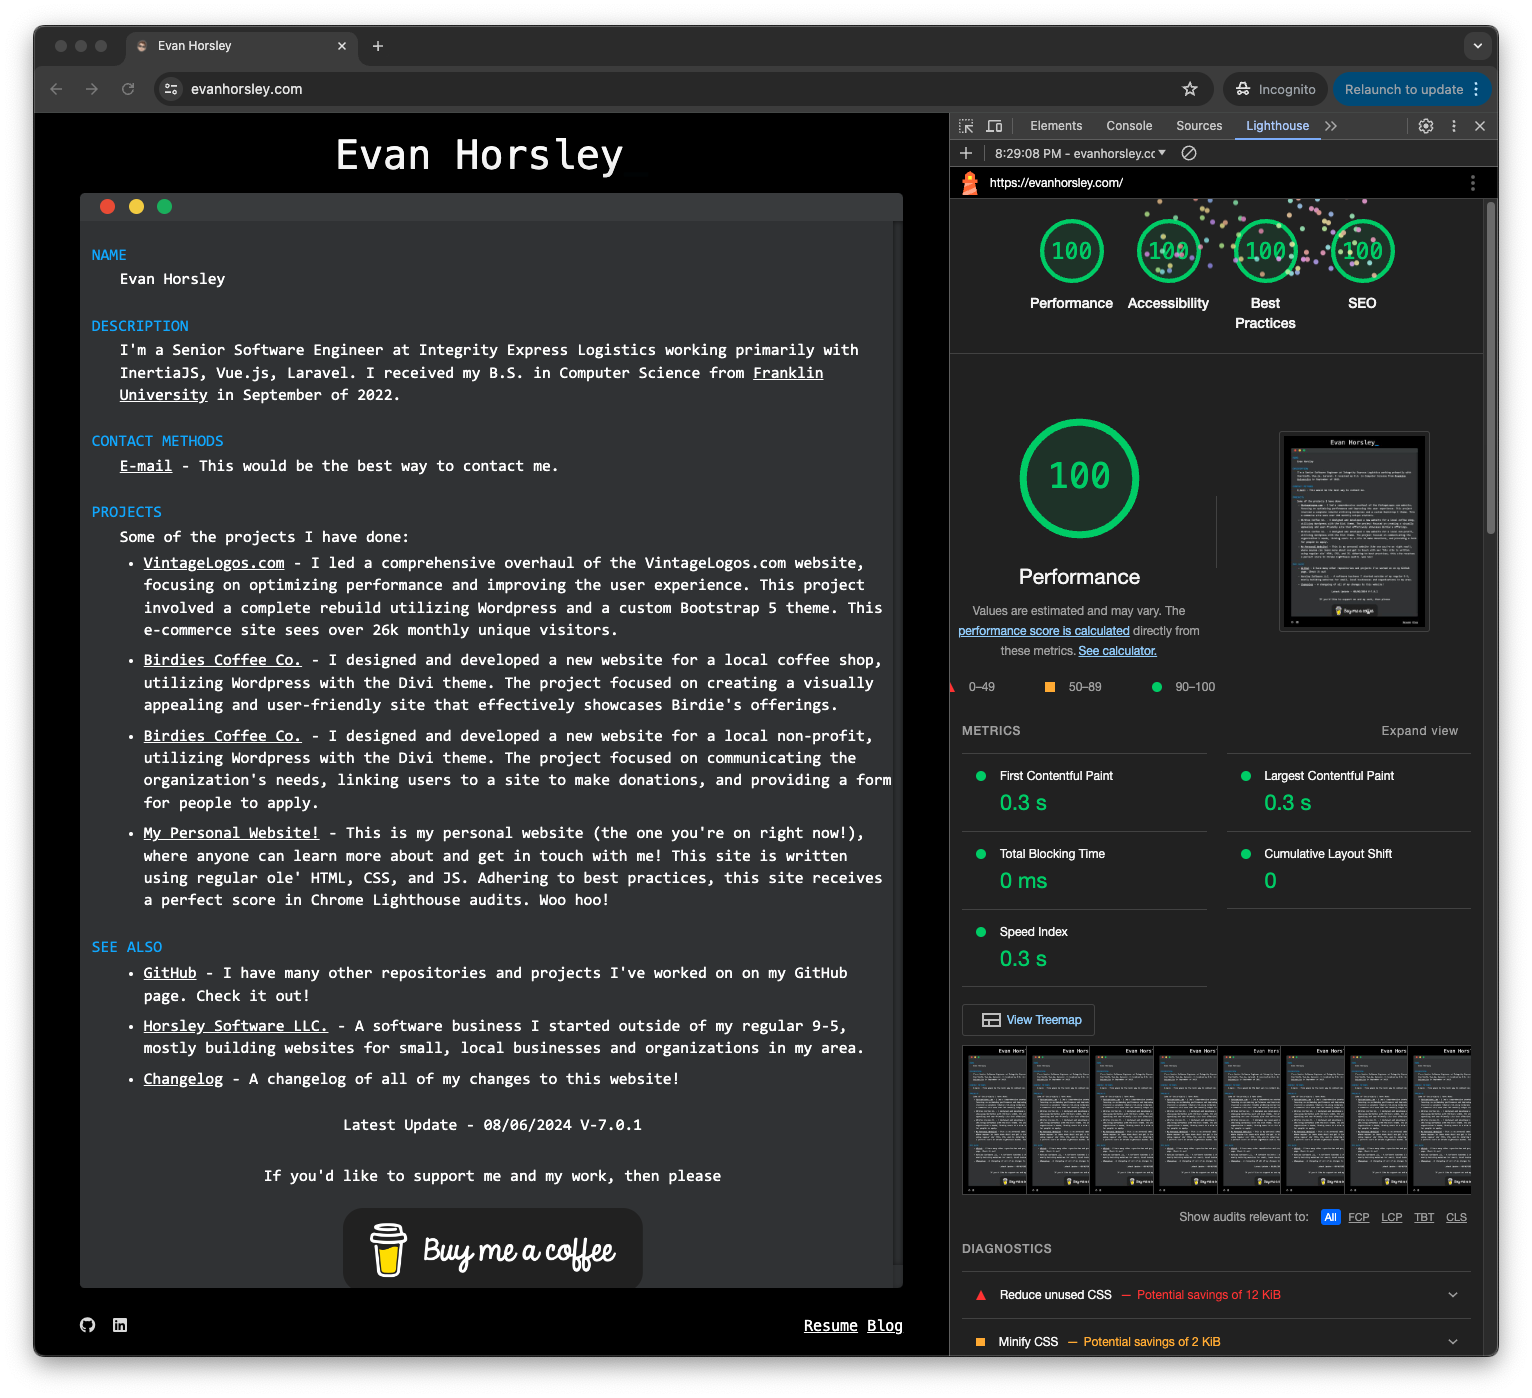 Evan Horsley
evanhorsley.com
Incognito
Relaunch to update
Evan Horsley
NAME
Evan Horsley
DESCRIPTION
I'm a Senior Software Engineer at Integrity Express Logistics working primarily with
InertiaJS, Vue.js, Laravel. I received my B.S. in Computer Science from Franklin
University in September of 2022.
CONTACT METHODS
E-mail - This would be the best way to contact me.
PROJECTS
Some of the projects I have done:
• VintageLogos.com - I led a comprehensive overhaul of the VintageLogos.com website,
focusing on optimizing performance and improving the user experience. This project
involved a complete rebuild utilizing Wordpress and a custom Bootstrap 5 theme. This
e-commerce site sees over 26k monthly unique visitors.
• Birdies Coffee Co. - I designed and developed a new website for a local coffee shop,
utilizing Wordpress with the Divi theme. The project focused on creating a visually
appealing and user-friendly site that effectively showcases Birdie's offerings.
• Birdies Coffee Co. - I designed and developed a new website for a local non-profit,
utilizing Wordpress with the Divi theme. The project focused on communicating the
organization's needs, linking users to a site to make donations, and providing a form
for people to apply.
• My Personal Website! - This is my personal website (the one you're on right now!),
where anyone can learn more about and get in touch with me! This site is written
using regular ole' HTML, CSS, and JS. Adhering to best practices, this site receives
a perfect score in Chrome Lighthouse audits. Woo hoo!
SEE ALSO
• GitHub - I have many other repositories and projects I've worked on on my GitHub
page. Check it out!
• Horsley Software LLC. - A software business I started outside of my regular 9-5,
mostly building websites for small, local businesses and organizations in my area.
• Changelog - A changelog of all of my changes to this website!
Latest Update - 08/06/2024 V-7.0.1
If you'd like to support me and my work, then please
Buy me a coffee
Resume Blog
Elements Console Sources Lighthouse
8:29:08 PM - evanhorsley.cc
https://evanhorsley.com/
100 100 100 100
Performance Accessibility Best Practices SEO
100
Evan Horsley_
Performance
Values are estimated and may vary. The
performance score is calculated directly from
these metrics. See calculator.
0–49 50–89 90–100
METRICS
Expand view
First Contentful Paint
0.3 s
Largest Contentful Paint
0.3 s
Total Blocking Time
0 ms
Cumulative Layout Shift
0
Speed Index
0.3 s
View Treemap
Evan Hors Evan Hors Evan Hors Evan Hors Evan Hors Evan Hors Evan Hors Evan Hors
Show audits relevant to: All FCP LCP TBT CLS
DIAGNOSTICS
Reduce unused CSS — Potential savings of 12 KiB
Minify CSS — Potential savings of 2 KiB